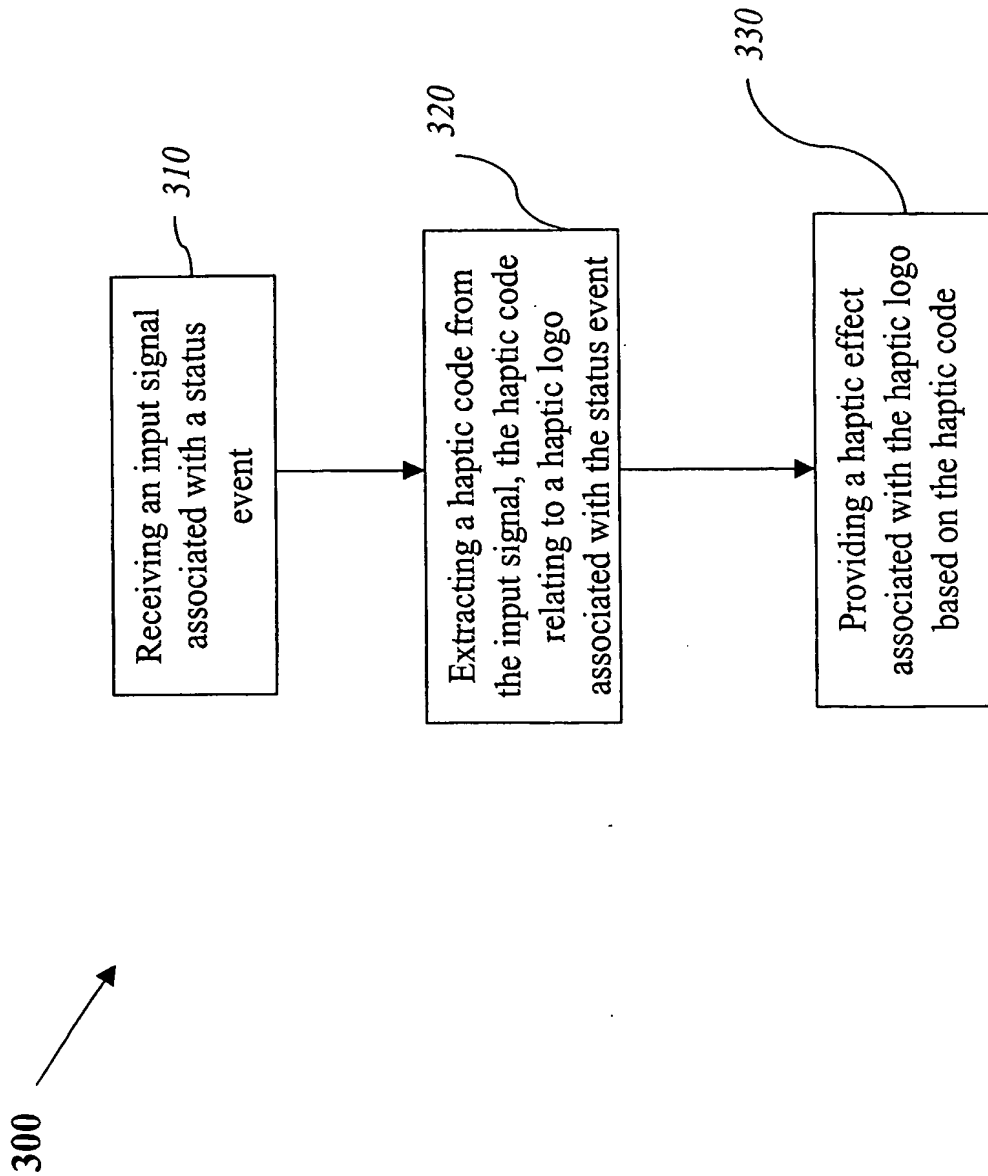 300
310
Receiving an input signal
associated with a status
event
320
Extracting a haptic code from
the input signal, the haptic code
relating to a haptic logo
associated with the status event
330
Providing a haptic effect
associated with the haptic logo
based on the haptic code